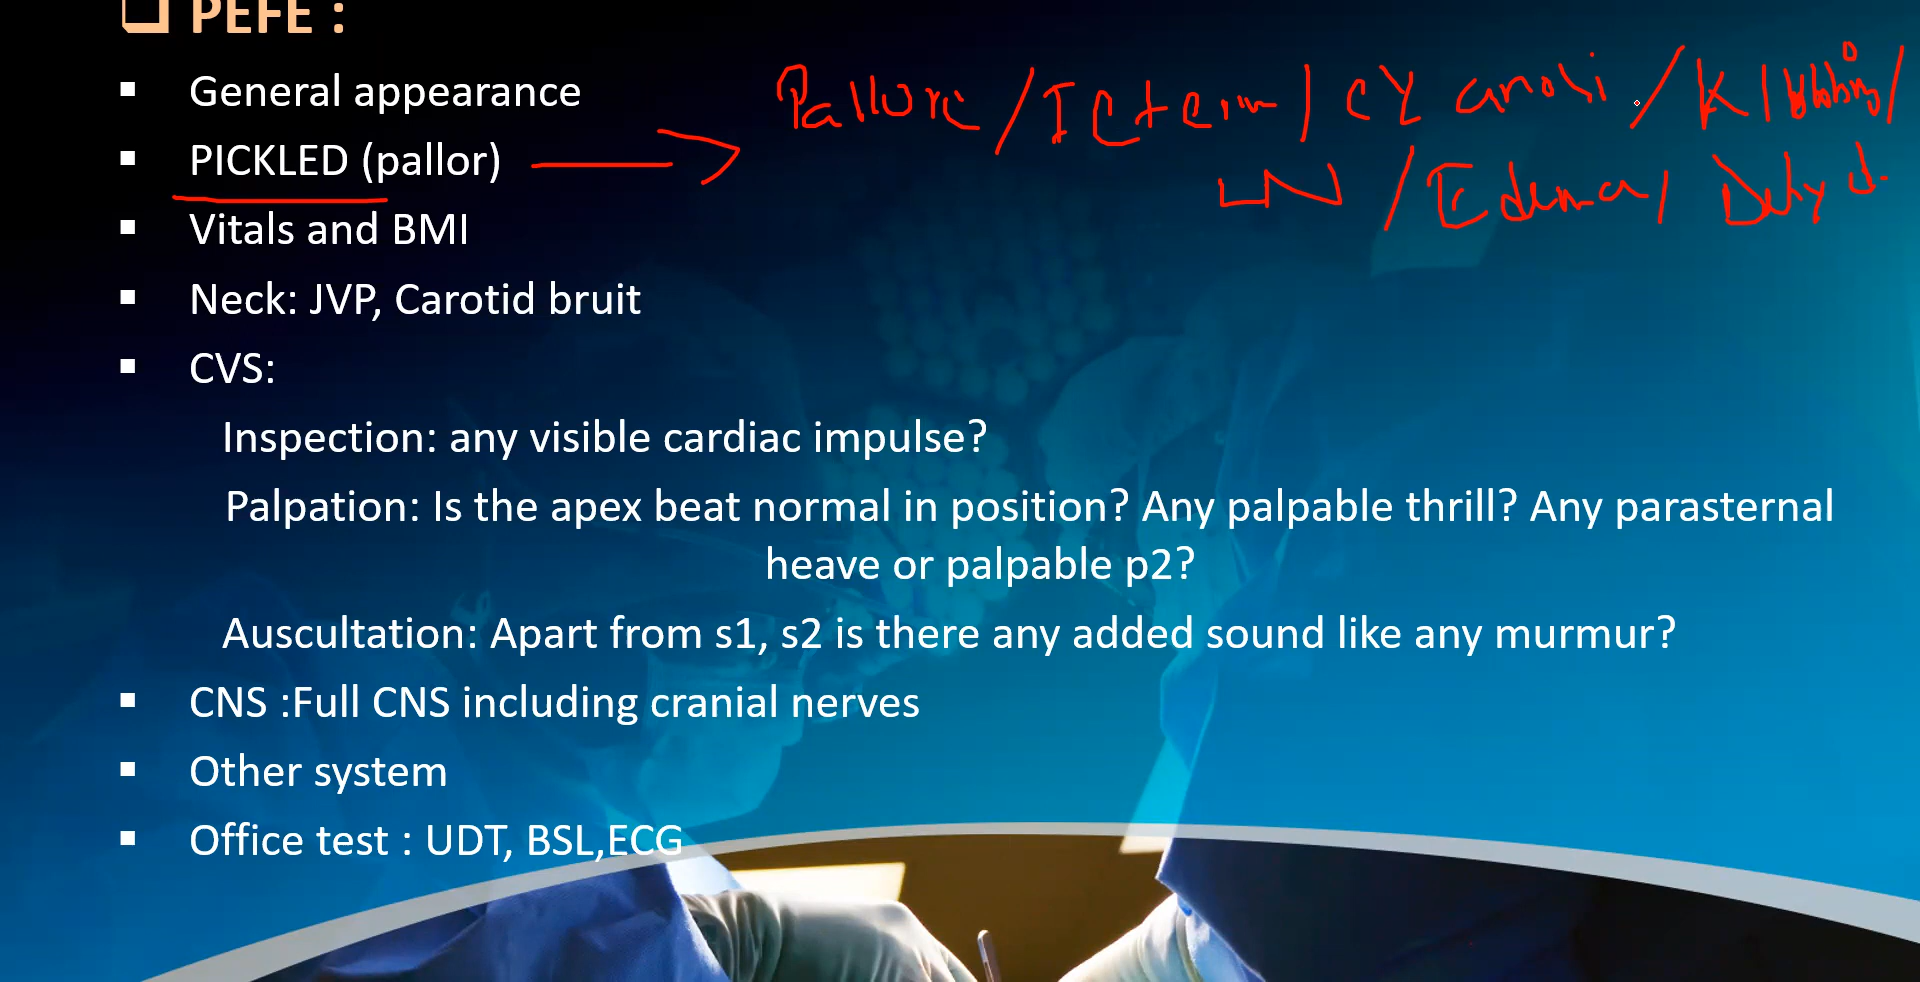 ❑ PEFE :
▪ General appearance
Pallore / Icterim / CYanosi / Klubbing /
▪ PICKLED (pallor)
LN / Edema / Dehyd.
▪ Vitals and BMI
▪ Neck: JVP, Carotid bruit
▪ CVS:
Inspection: any visible cardiac impulse?
Palpation: Is the apex beat normal in position? Any palpable thrill? Any parasternal
heave or palpable p2?
Auscultation: Apart from s1, s2 is there any added sound like any murmur?
▪ CNS :Full CNS including cranial nerves
▪ Other system
▪ Office test : UDT, BSL,ECG